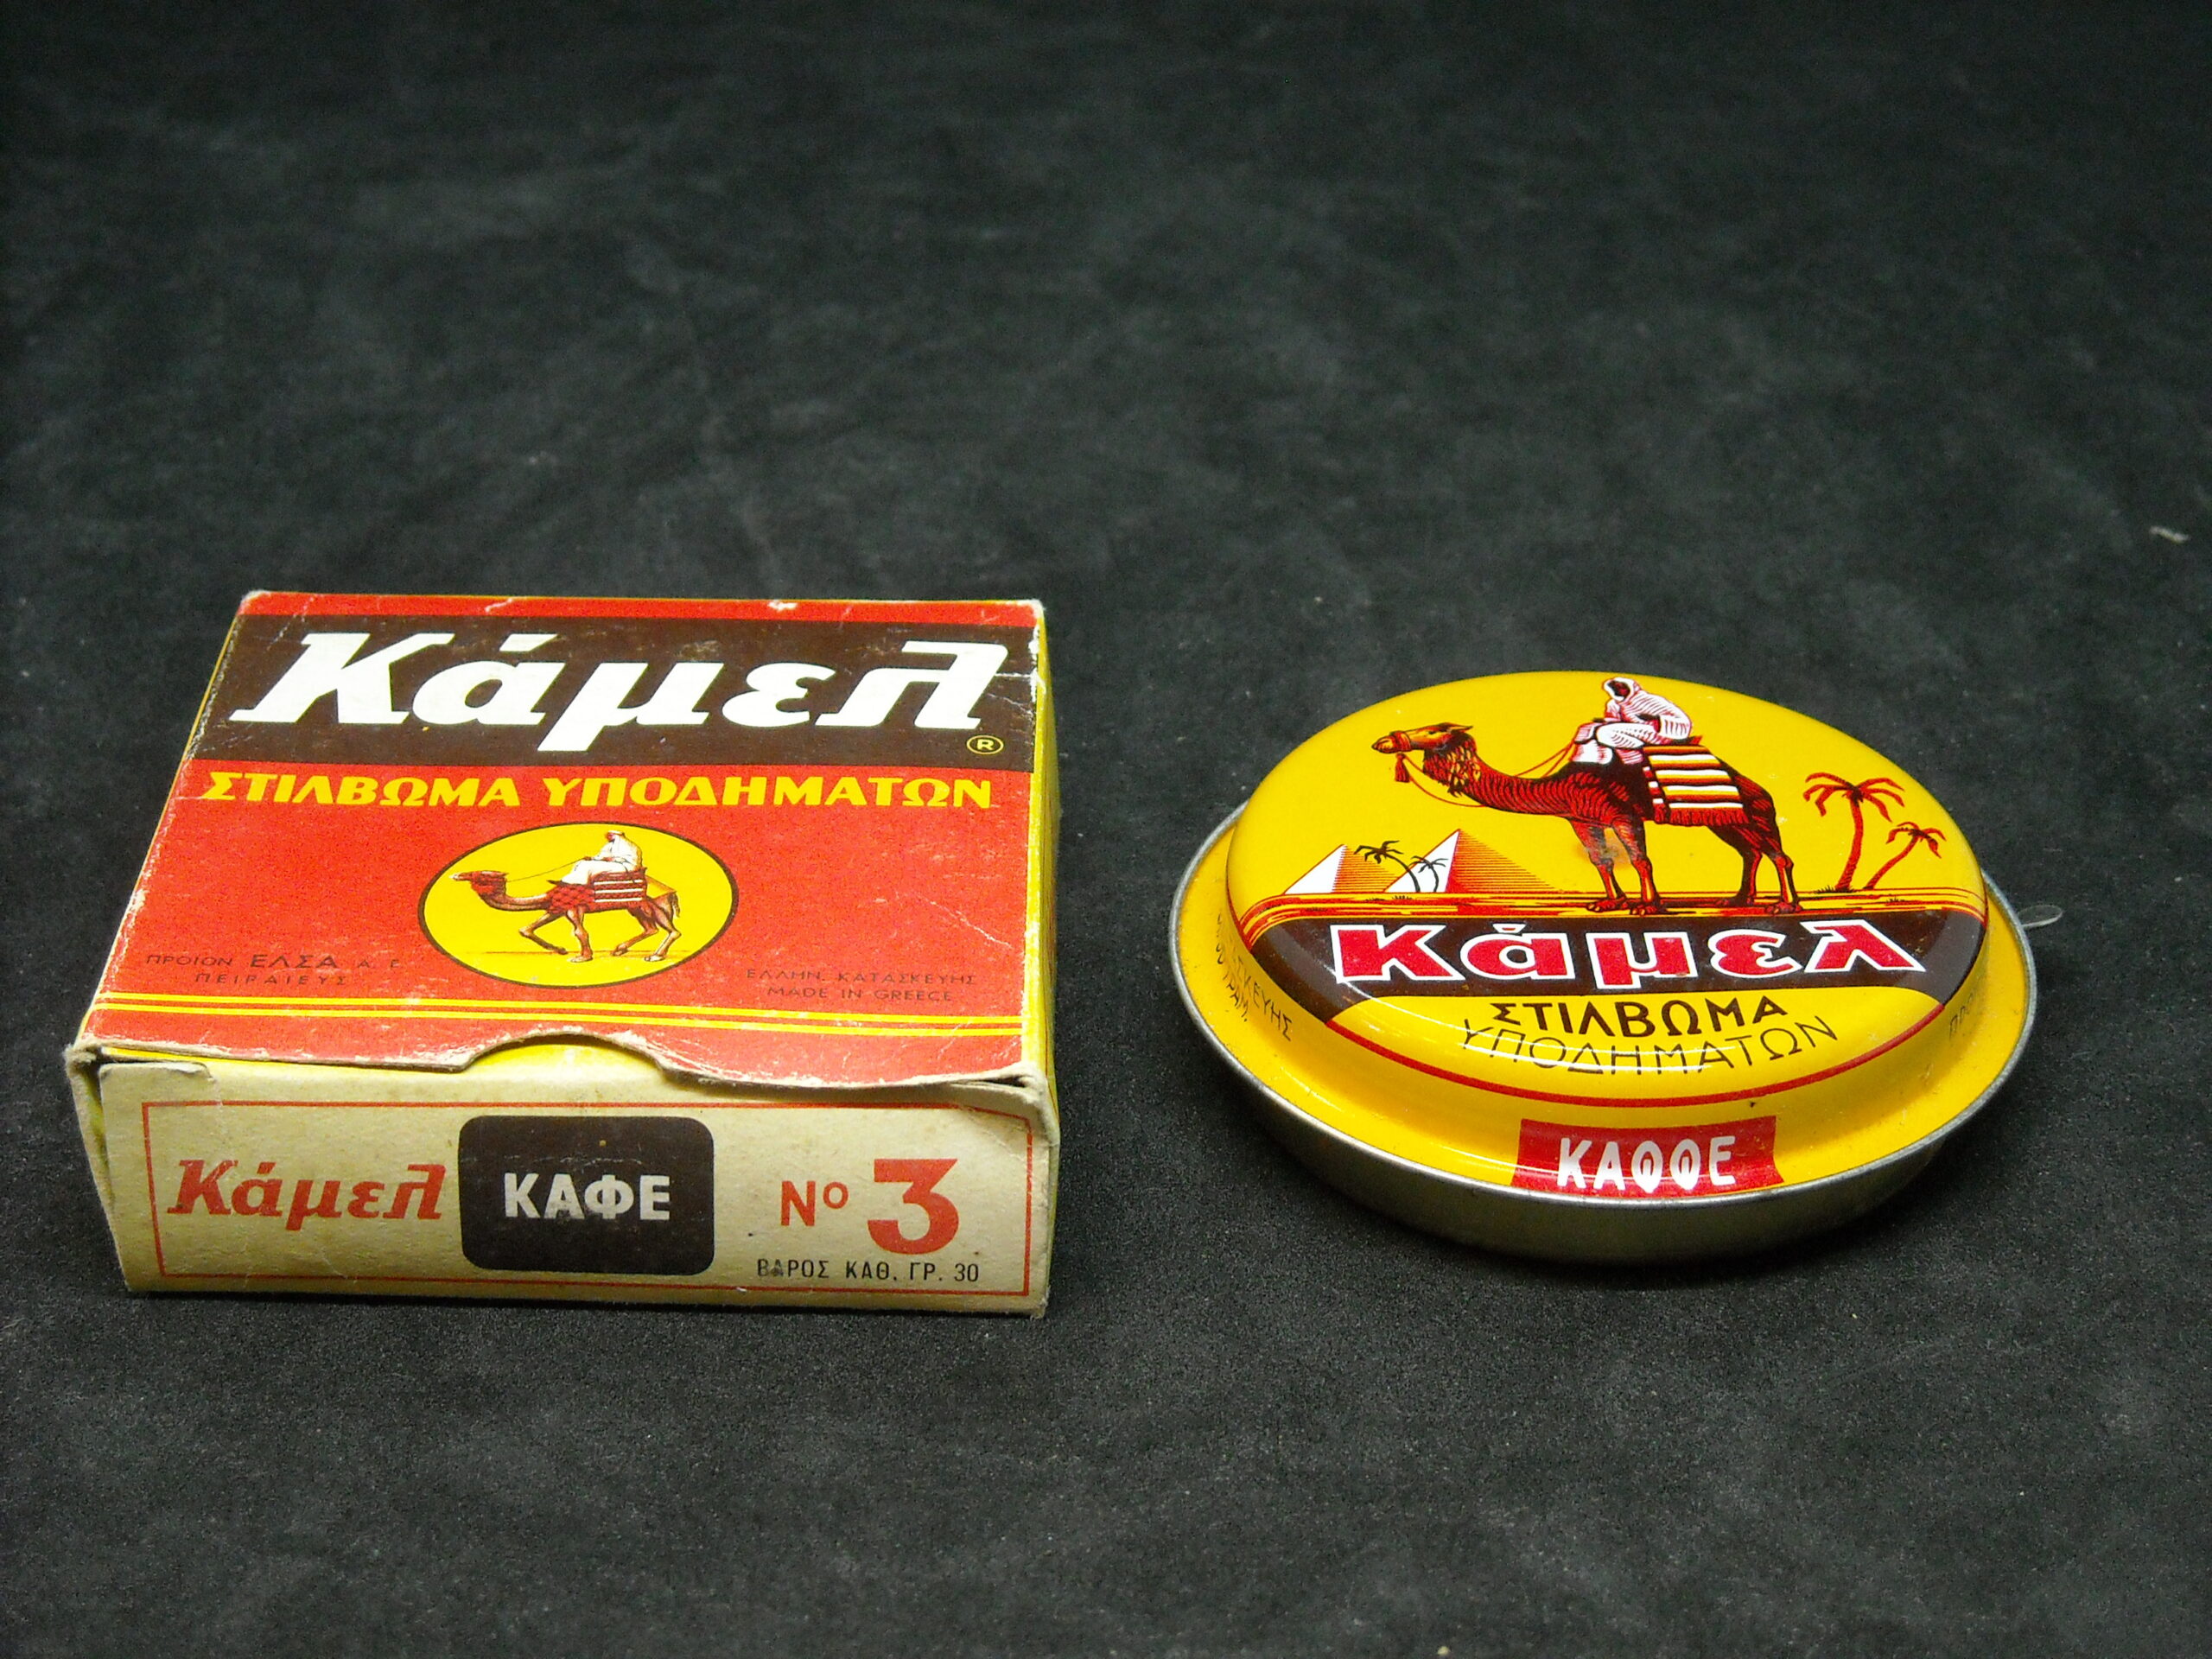 Κάμελ
®
ΣΤΙΛΒΩΜΑ ΥΠΟΔΗΜΑΤΩΝ
ΠΡΟΙΟΝ ΕΛΣΑ Α. Ε.
ΠΕΙΡΑΙΕΥΣ
ΕΛΛΗΝ. ΚΑΤΑΣΚΕΥΗΣ
MADE IN GREECE
Κάμελ
ΚΑΦΕ
Νο 3
ΒΑΡΟΣ ΚΑΘ. ΓΡ. 30
Κάμελ
ΣΤΙΛΒΩΜΑ
ΥΠΟΔΗΜΑΤΩΝ
ΚΑΦΦΕ